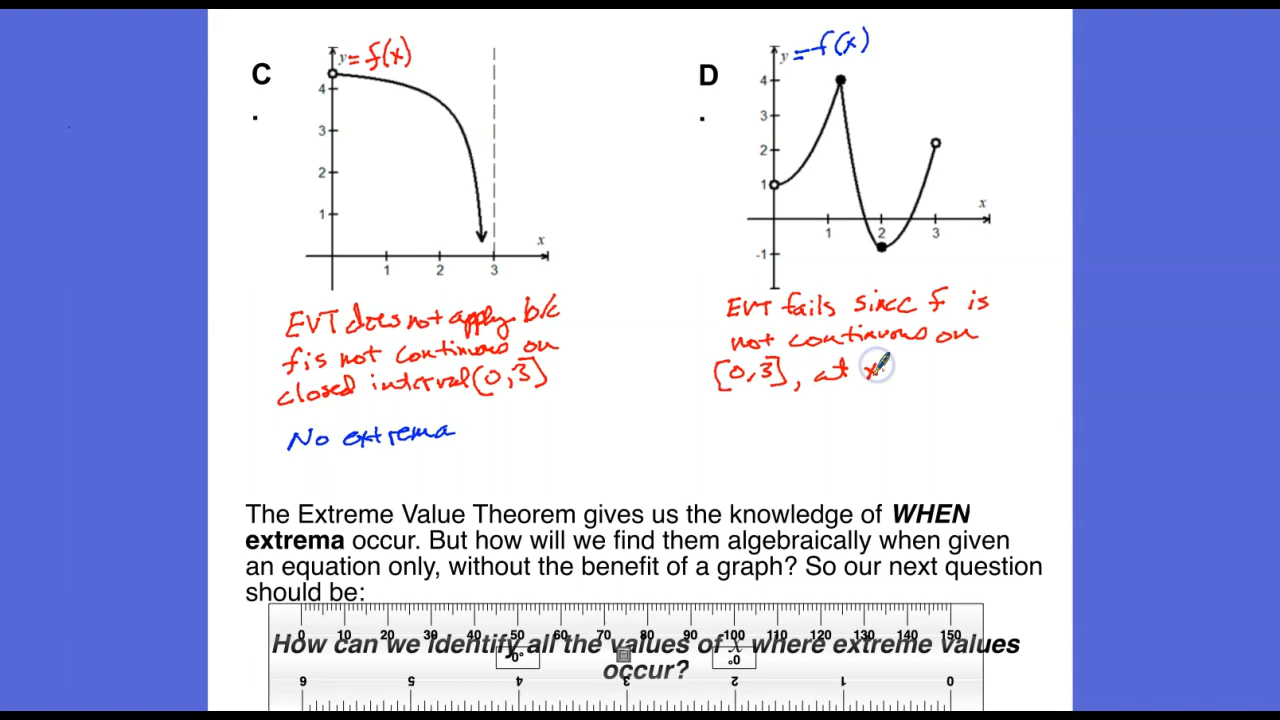 C
.
y = f(x)
4
3
2
1
x
1 2 3
EVT does not apply b/c
f is not continuous on
closed interval [0,3]
No extrema
D
.
y = f(x)
4
3
2
1
x
1 2 3
-1
EVT fails since f is
not continuous on
[0,3], at x
The Extreme Value Theorem gives us the knowledge of WHEN
extrema occur. But how will we find them algebraically when given
an equation only, without the benefit of a graph? So our next question
should be:
0 10 20 30 40 50 60 70 80 90 100 110 120 130 140 150
How can we identify all the values of x where extreme values
0° 0°
occur?
6 5 4 3 2 1 0